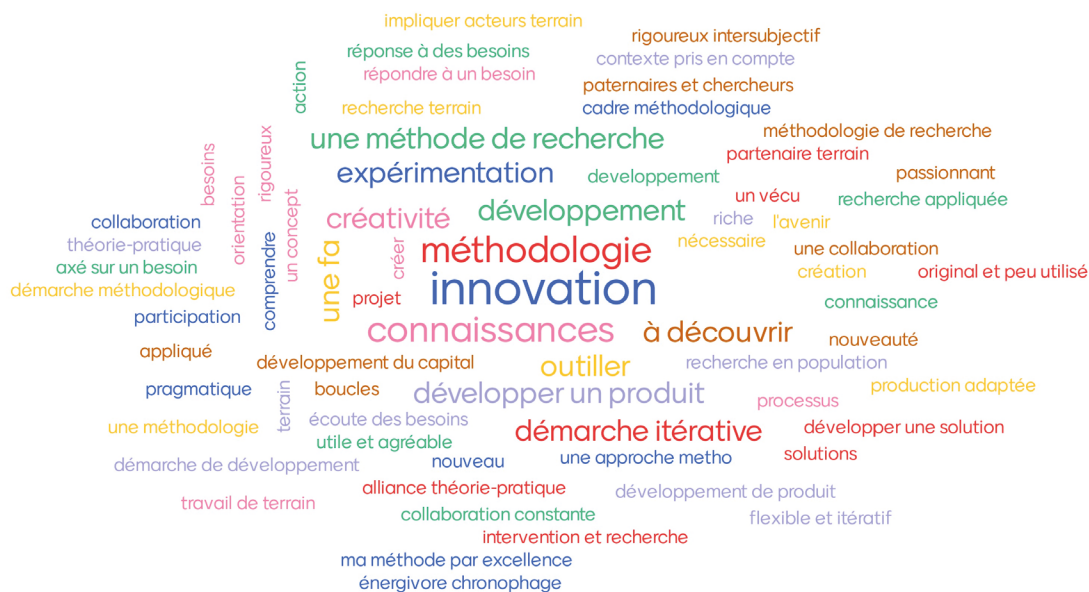 impliquer acteurs terrain
rigoureux intersubjectif
réponse à des besoins
contexte pris en compte
répondre à un besoin
action
paternaires et chercheurs
recherche terrain
cadre méthodologique
une méthode de recherche
méthodologie de recherche
rigoureux
besoins
partenaire terrain
expérimentation
developpement
passionnant
orientation
un vécu
recherche appliquée
un concept
développement
créativité
riche
l'avenir
collaboration
nécessaire
théorie-pratique
comprendre
une fa
créer
méthodologie
une collaboration
axé sur un besoin
création
original et peu utilisé
démarche méthodologique
projet
innovation
connaissance
participation
connaissances
à découvrir
nouveauté
appliqué
développement du capital
outiller
recherche en population
pragmatique
terrain
boucles
développer un produit
production adaptée
processus
écoute des besoins
une méthodologie
démarche itérative
développer une solution
utile et agréable
solutions
démarche de développement
nouveau
une approche metho
alliance théorie-pratique
développement de produit
travail de terrain
collaboration constante
flexible et itératif
intervention et recherche
ma méthode par excellence
énergivore chronophage